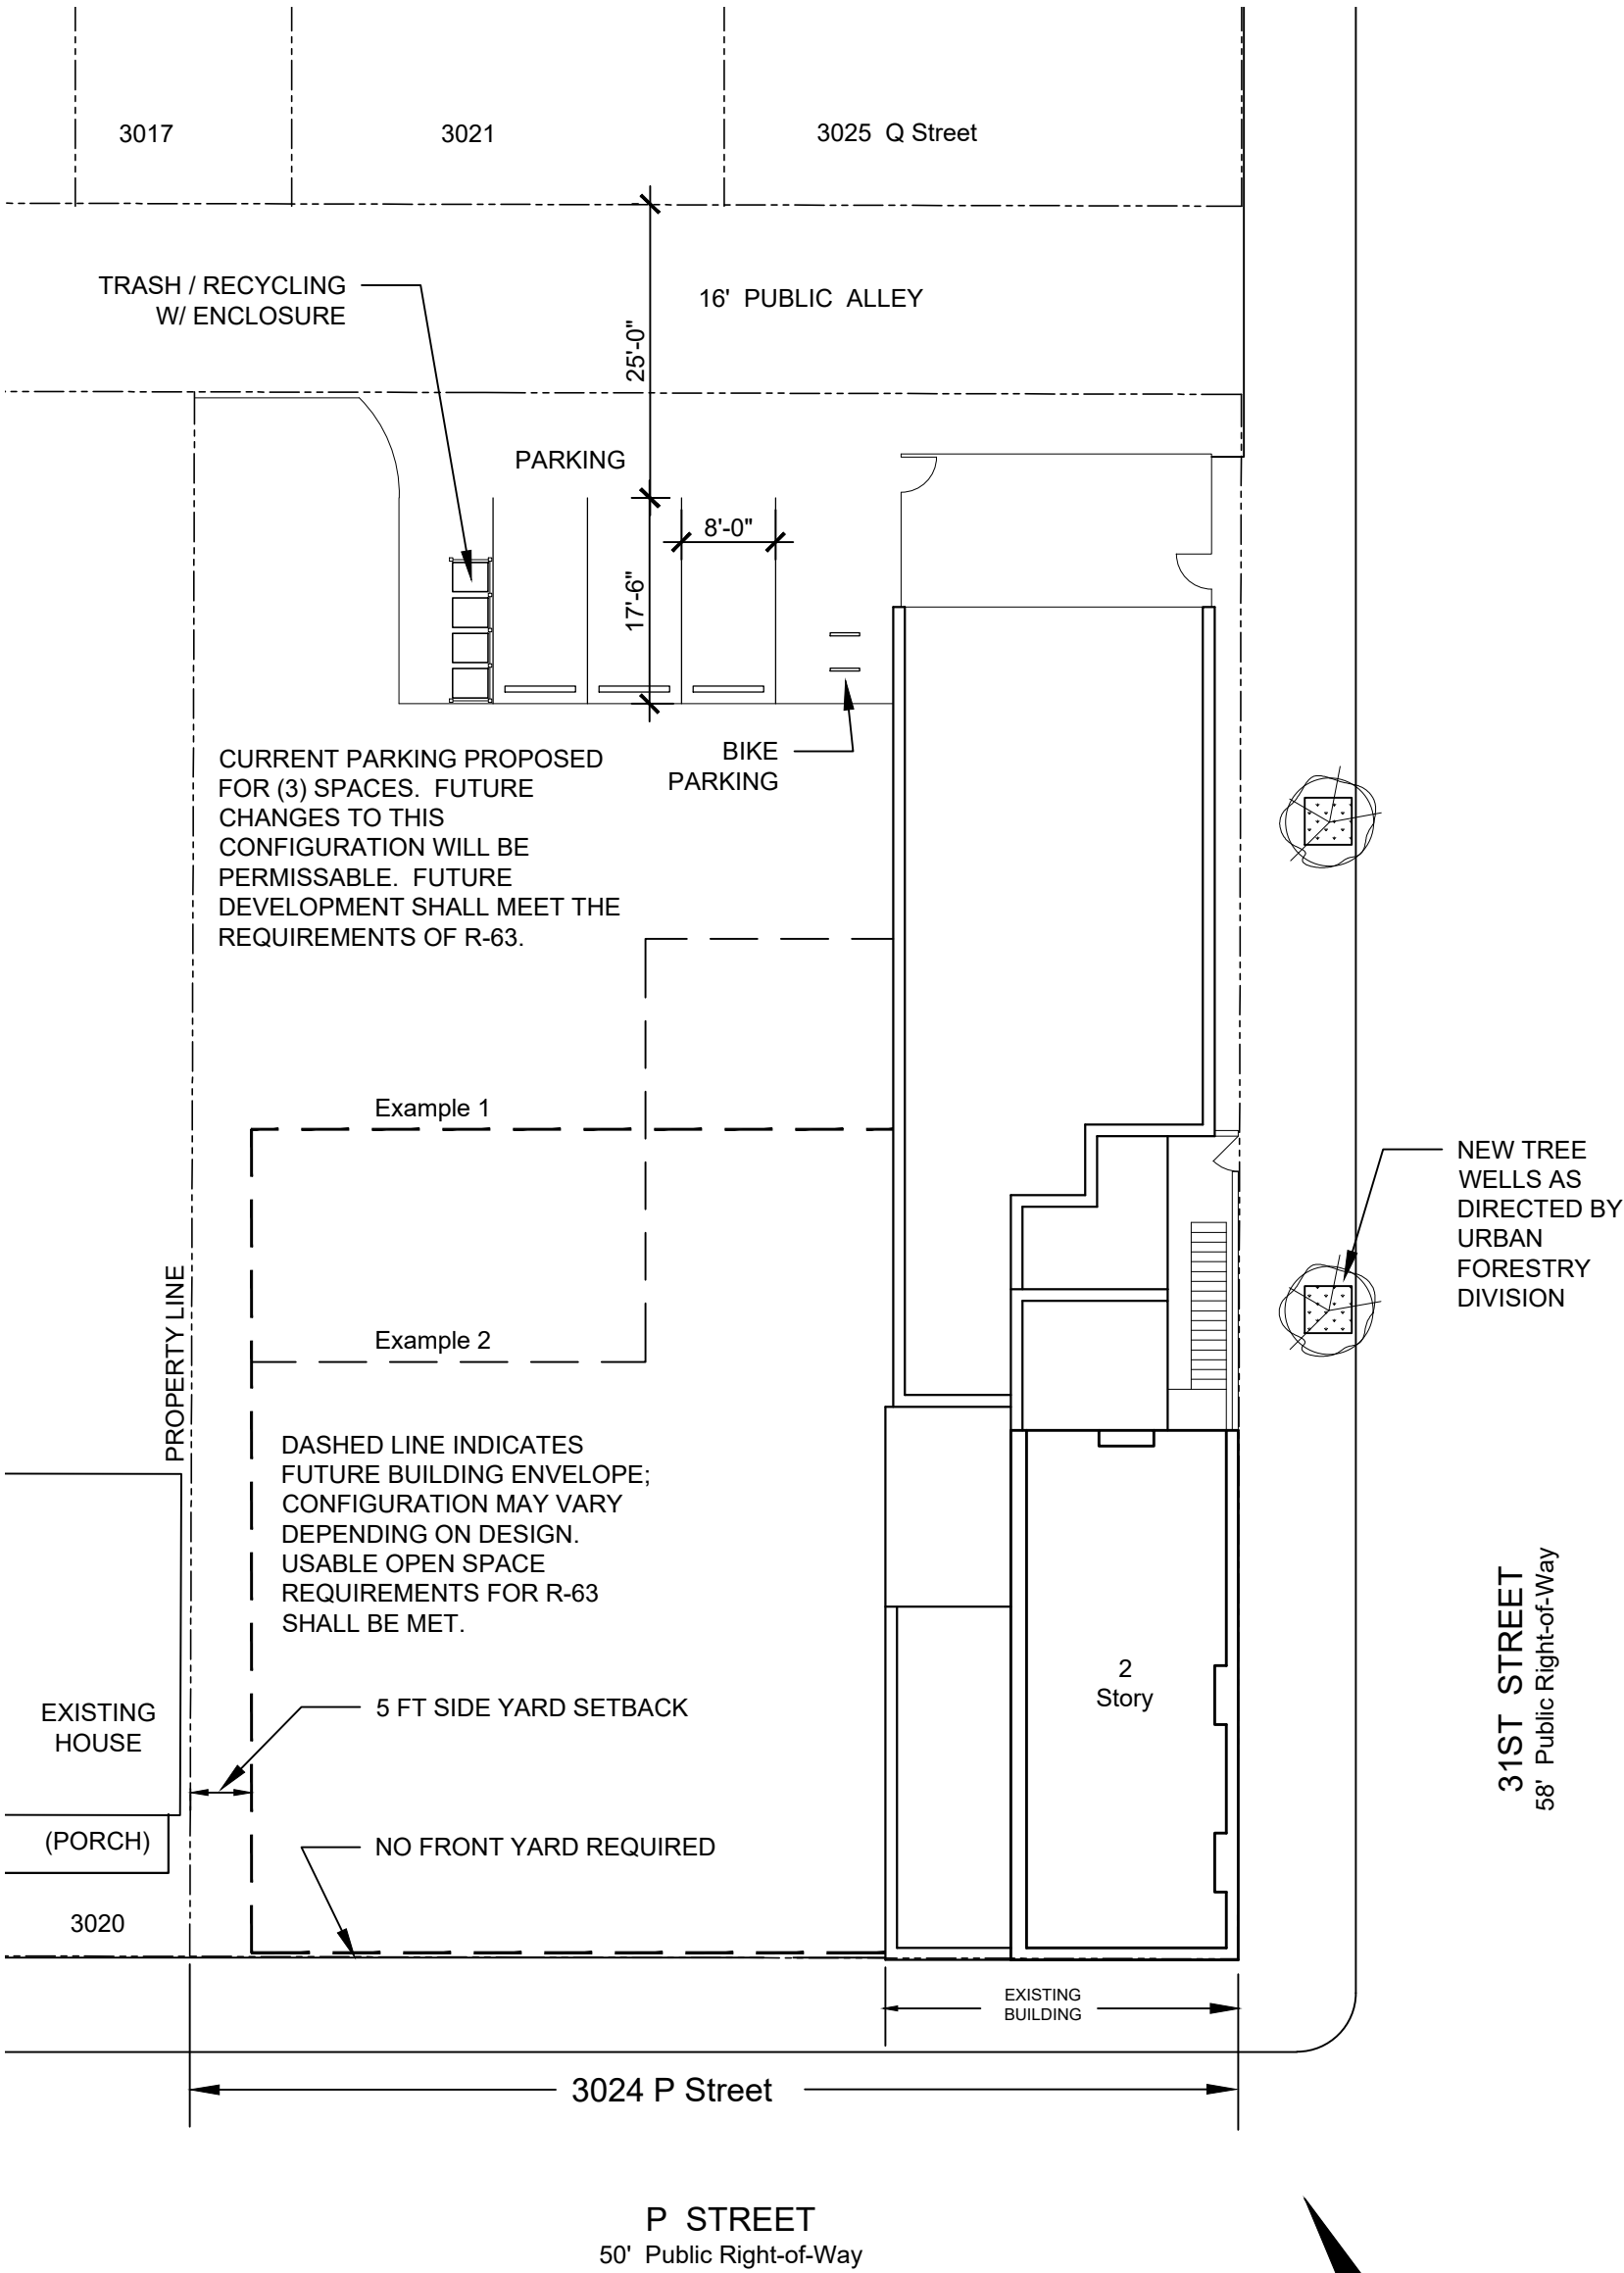 3017
3021
3025 Q Street
TRASH / RECYCLING
W/ ENCLOSURE
16' PUBLIC ALLEY
25'-0"
PARKING
8'-0"
17'-6"
BIKE
PARKING
CURRENT PARKING PROPOSED
FOR (3) SPACES. FUTURE
CHANGES TO THIS
CONFIGURATION WILL BE
PERMISSABLE. FUTURE
DEVELOPMENT SHALL MEET THE
REQUIREMENTS OF R-63.
Example 1
NEW TREE
WELLS AS
DIRECTED BY
URBAN
FORESTRY
DIVISION
PROPERTY LINE
Example 2
DASHED LINE INDICATES
FUTURE BUILDING ENVELOPE;
CONFIGURATION MAY VARY
DEPENDING ON DESIGN.
USABLE OPEN SPACE
REQUIREMENTS FOR R-63
SHALL BE MET.
2
Story
31ST STREET
58' Public Right-of-Way
EXISTING
HOUSE
5 FT SIDE YARD SETBACK
(PORCH)
NO FRONT YARD REQUIRED
3020
EXISTING
BUILDING
3024 P Street
P STREET
50' Public Right-of-Way